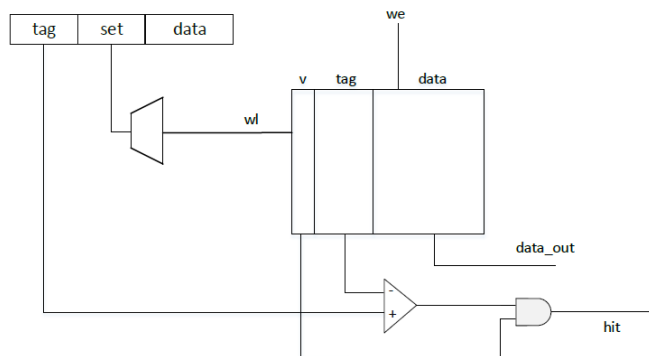 we
tag set data
v tag data
wl
data_out
-
+
hit